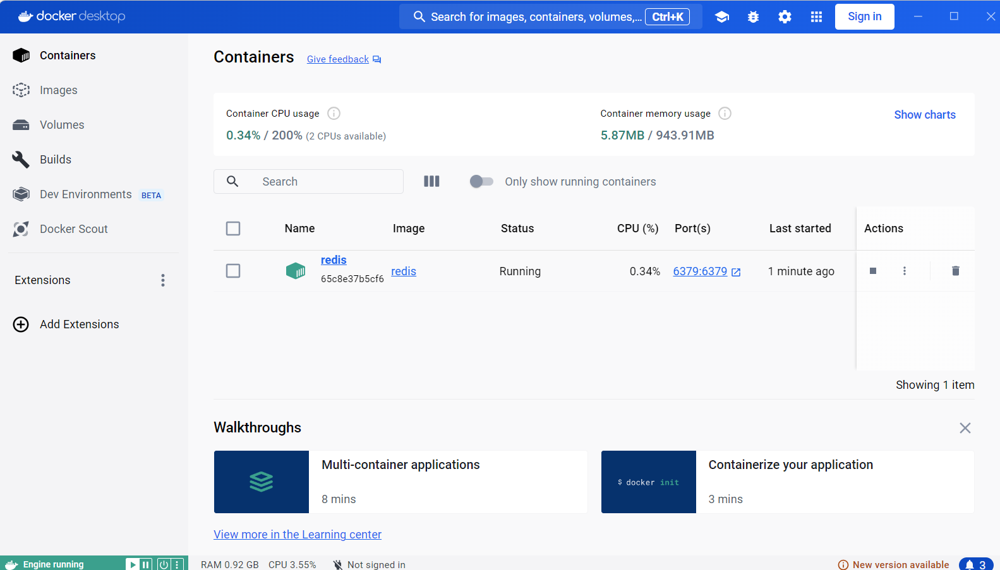 docker desktop
Search for images, containers, volumes,... Ctrl+K
Sign in
Containers
Images
Volumes
Builds
Dev Environments BETA
Docker Scout
Extensions
Add Extensions
Containers Give feedback
Container CPU usage
0.34% / 200% (2 CPUs available)
Container memory usage
5.87MB / 943.91MB
Show charts
Search
Only show running containers
Name Image Status CPU (%) Port(s) Last started Actions
redis
65c8e37b5cf6
redis Running 0.34% 6379:6379 1 minute ago
Showing 1 item
Walkthroughs
Multi-container applications
8 mins
$ docker init
Containerize your application
3 mins
View more in the Learning center
Engine running
RAM 0.92 GB CPU 3.55% Not signed in
New version available
3